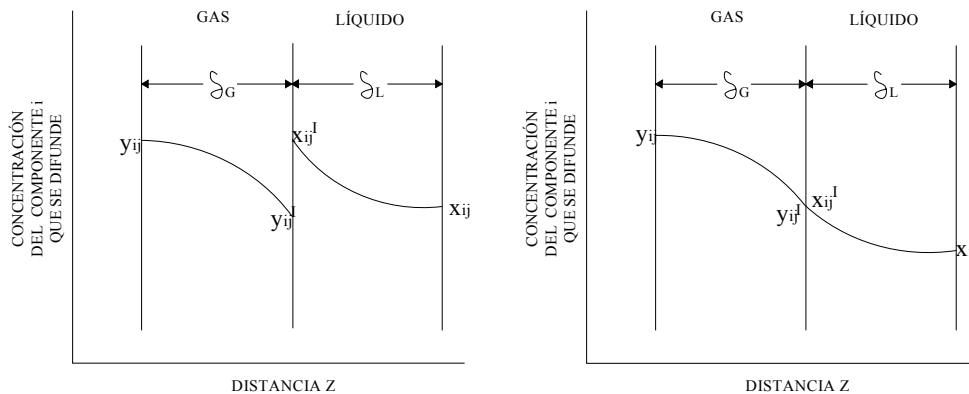 GAS
LÍQUIDO
δG
δL
CONCENTRACIÓN
DEL COMPONENTE i
QUE SE DIFUNDE
yij
xijI
yijI
xij
DISTANCIA Z
GAS
LÍQUIDO
δG
δL
CONCENTRACIÓN
DEL COMPONENTE i
QUE SE DIFUNDE
yij
xijI
yijI
x
DISTANCIA Z